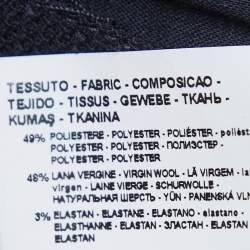 TESSUTO - FABRIC - COMPOSICAO -
TEJIDO - TISSUS - GEWEBE - ТКАНЬ -
KUMAŞ - TKANINA
49% POLIESTERE - POLYESTER - POLIÉSTER - poliést
- POLYESTER - POLYESTER - ПОЛИЭСТЕР
POLYESTER - POLYESTER
48% LANA VERGINE - VIRGIN WOOL - LÃ VIRGEM - la
virgen - LAINE VIERGE - SCHURWOLLE -
НАТУРАЛЬНАЯ ШЕРСТЬ - YÜN - PANENSKÁ VLN
3% ELASTAN - ELASTANE - ELASTANO - elastano -
ELASTHANNE - ELASTHAN - ЭЛАСТАН - ELASTAN
ELASTAN